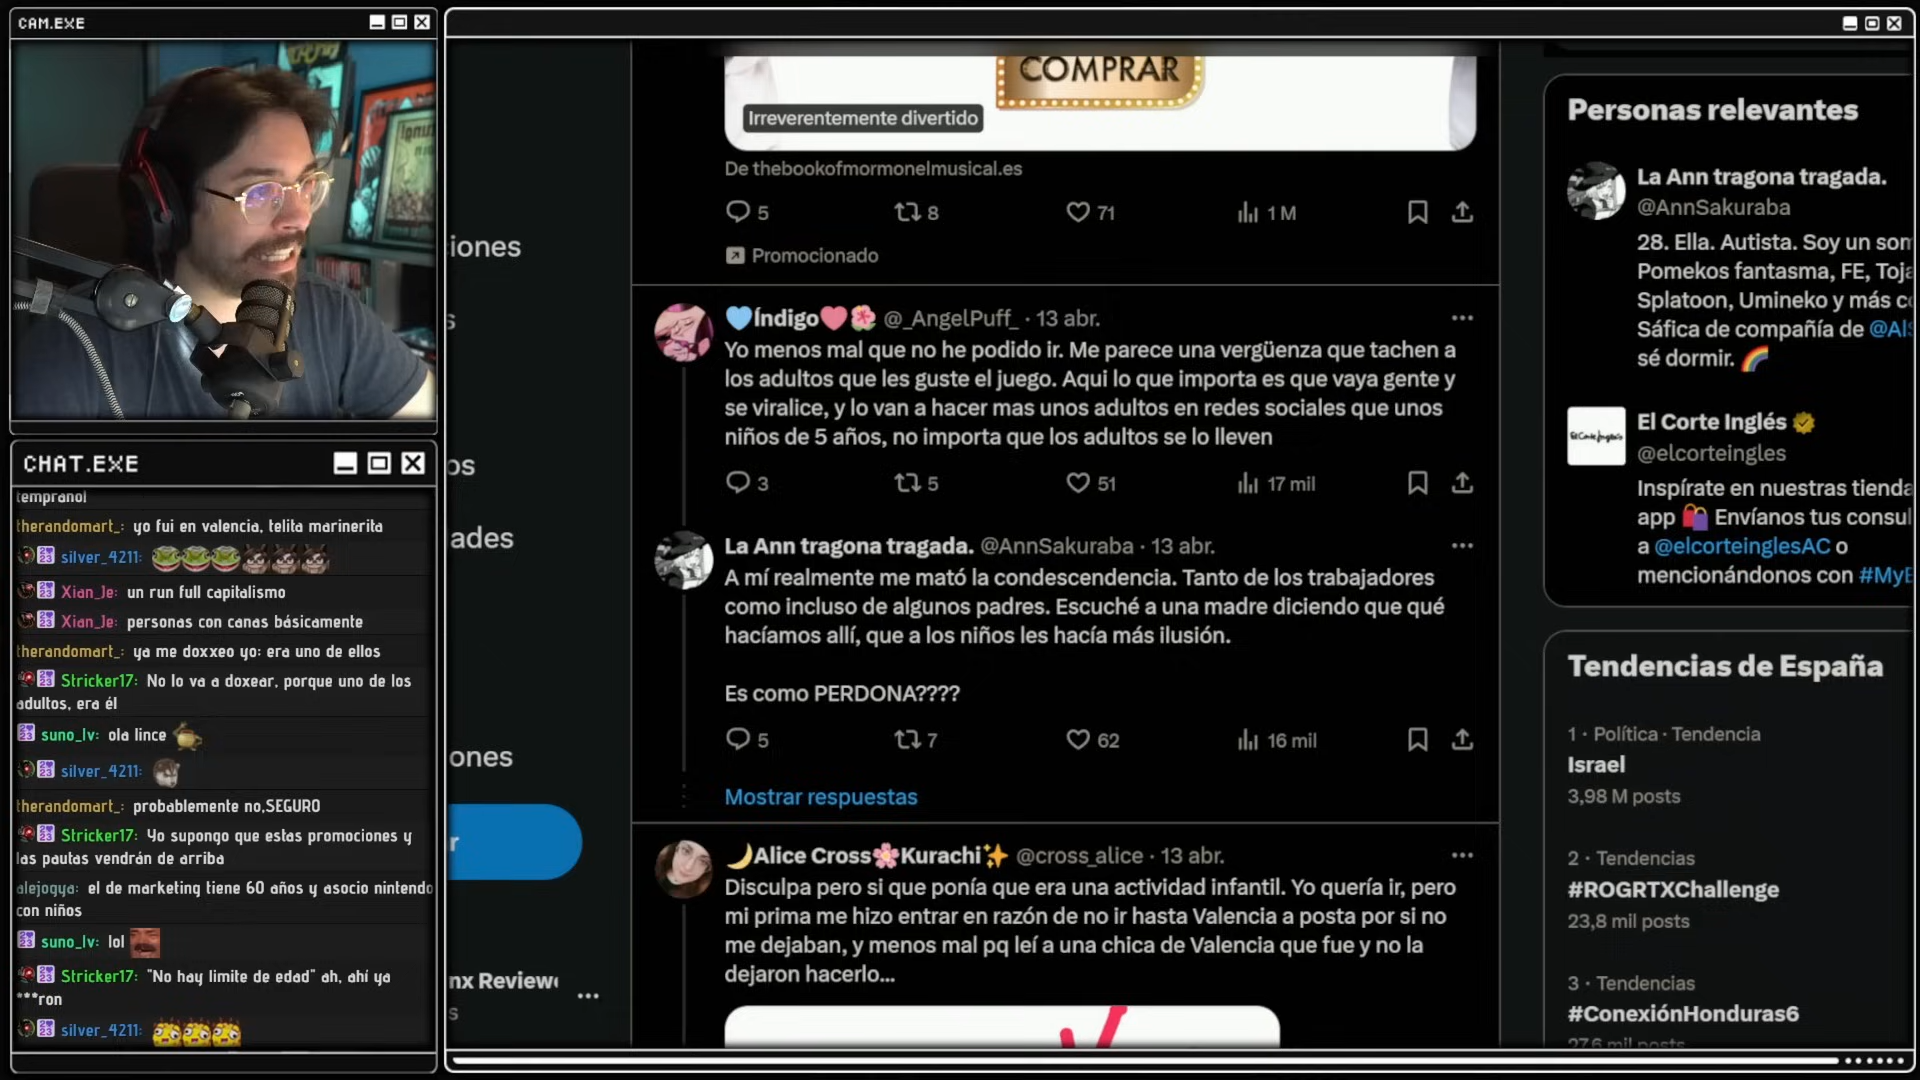 CAM.EXE
CHAT.EXE
yo fui en valencia, telita marinerita
therandomart_:
silver_4211:
Xian_Je: un run full capitalismo
Xian_Je: personas con canas básicamente
therandomart_: ya me doxxeo yo: era uno de ellos
Stricker17: No lo va a doxear, porque uno de los
adultos, era él
suno_lv: ola lince
silver_4211:
therandomart_: probablemente no,SEGURO
Stricker17: Yo supongo que estas promociones y
las pautas vendrán de arriba
alejogya: el de marketing tiene 60 años y asocio nintendo
con niños
suno_lv: lol
Stricker17: "No hay limite de edad" ah, ahí ya
***ron
silver_4211:
iones
os
ades
ones
r
nx Review
COMPRAR
Irreverentemente divertido
De thebookofmormonelmusical.es
5 8 71 1 M
Promocionado
Índigo @_AngelPuff_ · 13 abr.
Yo menos mal que no he podido ir. Me parece una vergüenza que tachen a
los adultos que les guste el juego. Aqui lo que importa es que vaya gente y
se viralice, y lo van a hacer mas unos adultos en redes sociales que unos
niños de 5 años, no importa que los adultos se lo lleven
3 5 51 17 mil
La Ann tragona tragada. @AnnSakuraba · 13 abr.
A mí realmente me mató la condescendencia. Tanto de los trabajadores
como incluso de algunos padres. Escuché a una madre diciendo que qué
hacíamos allí, que a los niños les hacía más ilusión.
Es como PERDONA????
5 7 62 16 mil
Mostrar respuestas
Alice Cross Kurachi @cross_alice · 13 abr.
Disculpa pero si que ponía que era una actividad infantil. Yo quería ir, pero
mi prima me hizo entrar en razón de no ir hasta Valencia a posta por si no
me dejaban, y menos mal pq leí a una chica de Valencia que fue y no la
dejaron hacerlo...
Personas relevantes
La Ann tragona tragada.
@AnnSakuraba
28. Ella. Autista. Soy un som
Pomekos fantasma, FE, Toja
Splatoon, Umineko y más co
Sáfica de compañía de @AlS
sé dormir.
El Corte Inglés
@elcorteingles
Inspírate en nuestras tienda
app Envíanos tus consul
a @elcorteinglesAC o
mencionándonos con #MyE
Tendencias de España
1 · Política · Tendencia
Israel
3,98 M posts
2 · Tendencias
#ROGRTXChallenge
23,8 mil posts
3 · Tendencias
#ConexiónHonduras6
27,6 mil posts